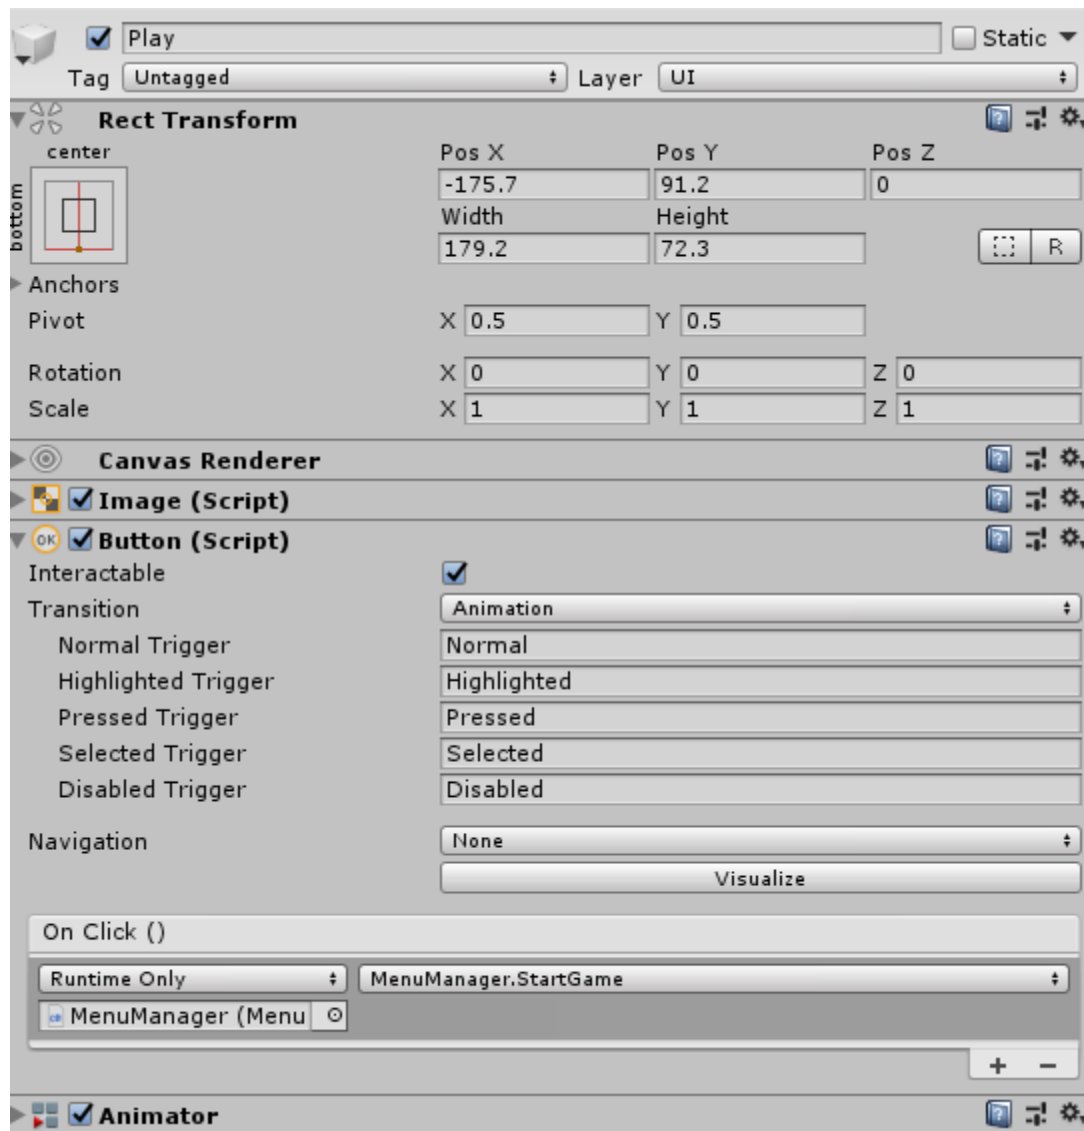 Play Static
Tag Untagged Layer UI
Rect Transform
center Pos X Pos Y Pos Z
bottom -175.7 91.2 0
Width Height
179.2 72.3 R
Anchors
Pivot X 0.5 Y 0.5
Rotation X 0 Y 0 Z 0
Scale X 1 Y 1 Z 1
Canvas Renderer
Image (Script)
OK Button (Script)
Interactable
Transition Animation
Normal Trigger Normal
Highlighted Trigger Highlighted
Pressed Trigger Pressed
Selected Trigger Selected
Disabled Trigger Disabled
Navigation None
Visualize
On Click ()
Runtime Only MenuManager.StartGame
MenuManager (Menu
+ −
Animator